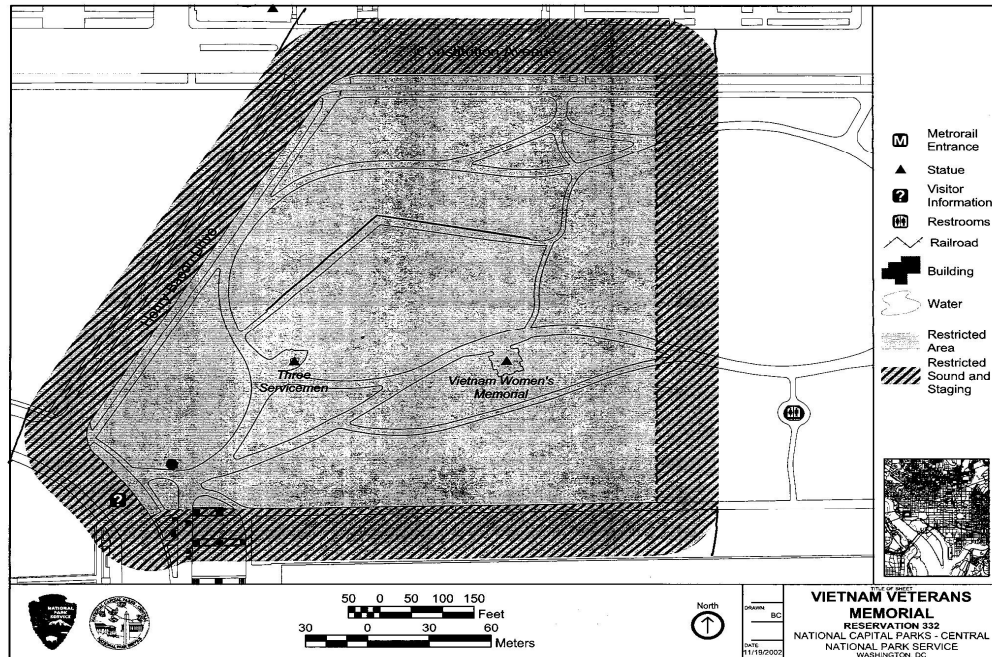 Constitution Avenue
Henry Bacon Drive
Three
Servicemen
Vietnam Women's
Memorial
?
M
Metrorail
Entrance
Statue
?
Visitor
Information
Restrooms
Railroad
Building
Water
Restricted
Area
Restricted
Sound and
Staging
NATIONAL
PARK
SERVICE
50 0 50 100 150
Feet
30 0 30 60
Meters
North
DRAWN:
BC
DATE:
11/19/2002
TITLE OF SHEET
VIETNAM VETERANS
MEMORIAL
RESERVATION 332
NATIONAL CAPITAL PARKS - CENTRAL
NATIONAL PARK SERVICE
WASHINGTON, DC